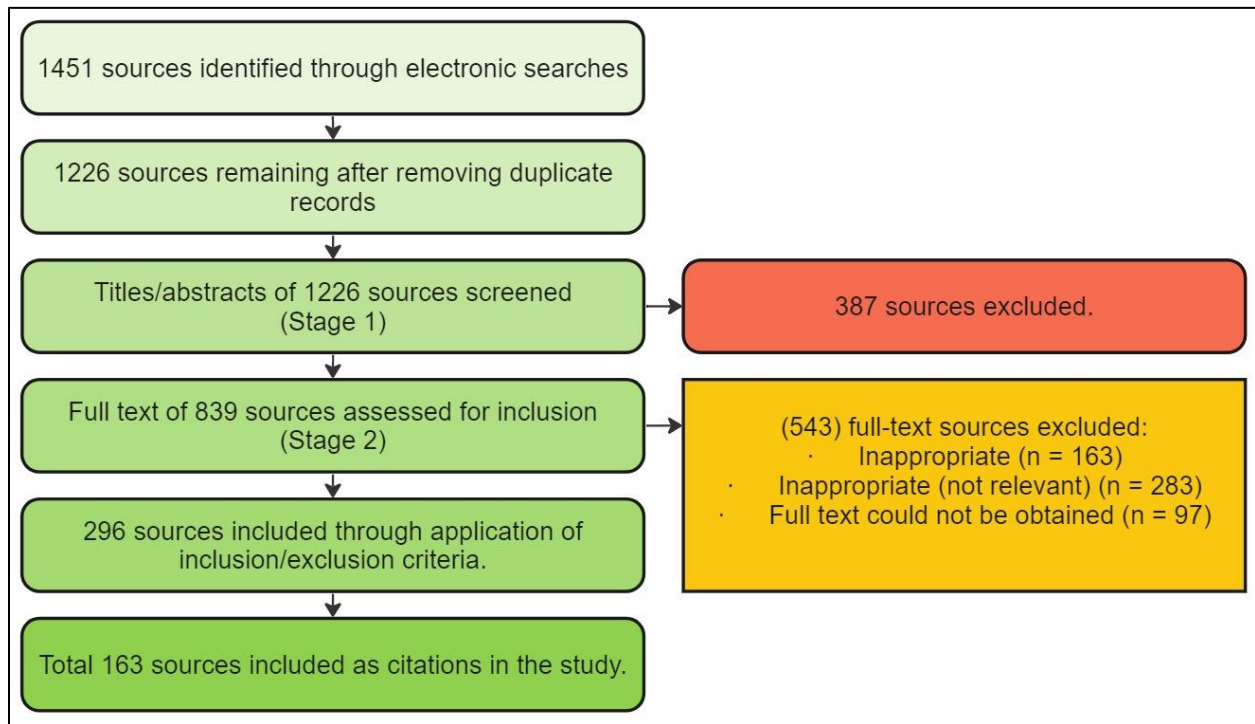 1451 sources identified through electronic searches
1226 sources remaining after removing duplicate
records
Titles/abstracts of 1226 sources screened
(Stage 1)
387 sources excluded.
Full text of 839 sources assessed for inclusion
(Stage 2)
(543) full-text sources excluded:
· Inappropriate (n = 163)
· Inappropriate (not relevant) (n = 283)
· Full text could not be obtained (n = 97)
296 sources included through application of
inclusion/exclusion criteria.
Total 163 sources included as citations in the study.